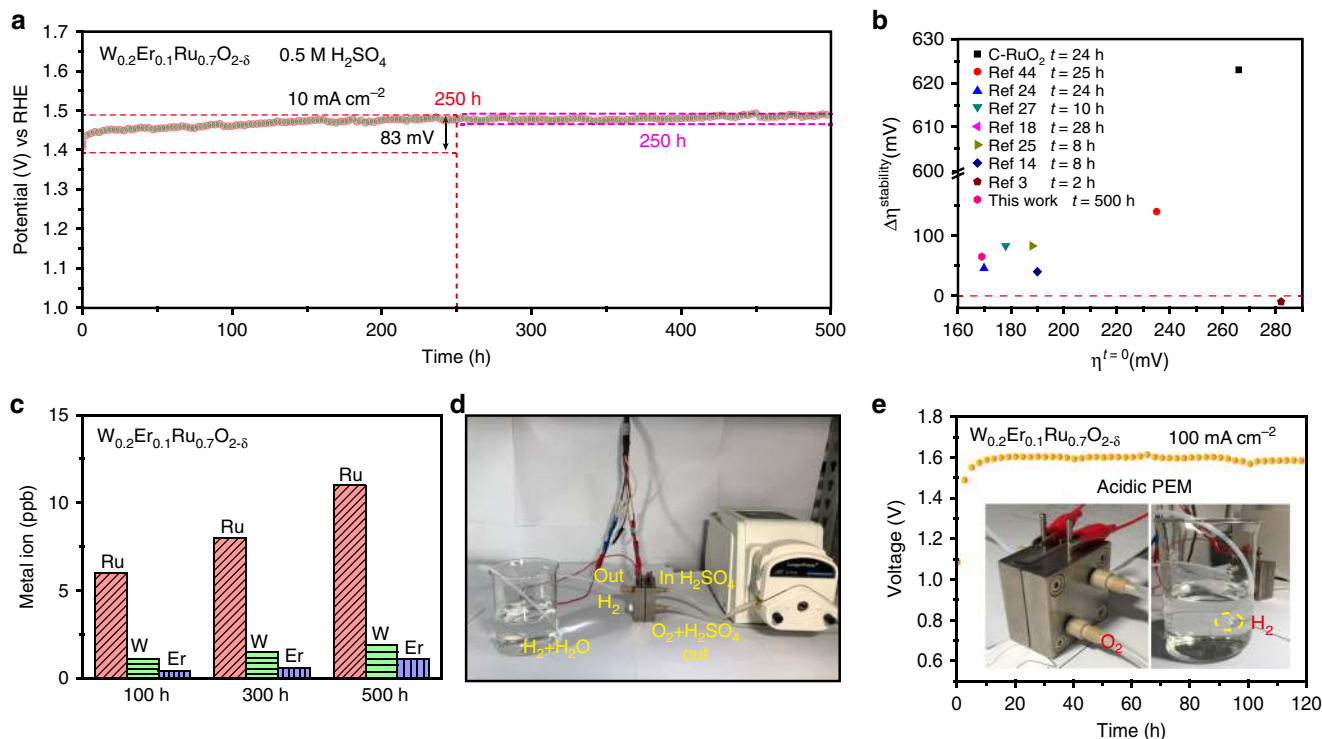 a
1.7
1.6
1.5
1.4
1.3
1.2
1.1
1.0
Potential (V) vs RHE
W₀.₂Er₀.₁Ru₀.₇O₂₋δ 0.5 M H₂SO₄
10 mA cm⁻²
250 h
83 mV
250 h
0 100 200 300 400 500
Time (h)
b
630
620
610
600
100
0
Δηˢᵗᵃᵇⁱˡⁱᵗʸ(mV)
C-RuO₂ t = 24 h
Ref 44 t = 25 h
Ref 24 t = 24 h
Ref 27 t = 10 h
Ref 18 t = 28 h
Ref 25 t = 8 h
Ref 14 t = 8 h
Ref 3 t = 2 h
This work t = 500 h
160 180 200 220 240 260 280
ηᵗ ⁼ ⁰(mV)
c
15
10
5
0
Metal ion (ppb)
W₀.₂Er₀.₁Ru₀.₇O₂₋δ
Ru
W
Er
Ru
W
Er
Ru
W
Er
100 h 300 h 500 h
d
Out
H₂
In H₂SO₄
H₂+H₂O
O₂+H₂SO₄
out
e
1.8
1.6
1.4
1.2
1.0
0.8
0.6
Voltage (V)
W₀.₂Er₀.₁Ru₀.₇O₂₋δ 100 mA cm⁻²
Acidic PEM
O₂
H₂
0 20 40 60 80 100 120
Time (h)